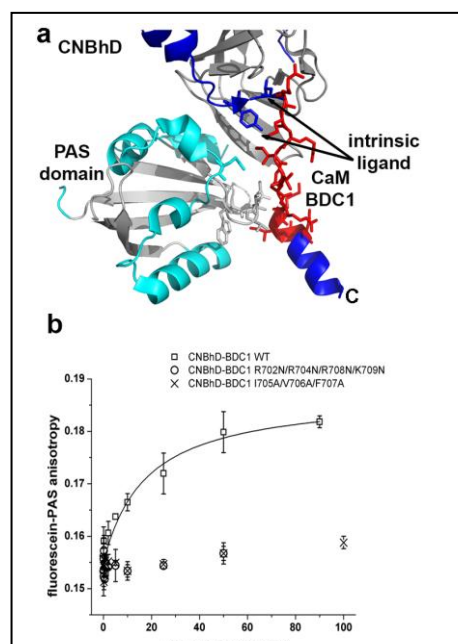 a
CNBhD
PAS
domain
intrinsic
ligand
CaM
BDC1
C
b
CNBhD-BDC1 WT
CNBhD-BDC1 R702N/R704N/R708N/K709N
CNBhD-BDC1 I705A/V706A/F707A
fluorescein-PAS anisotropy
0.19
0.18
0.17
0.16
0.15
0 20 40 60 80 100